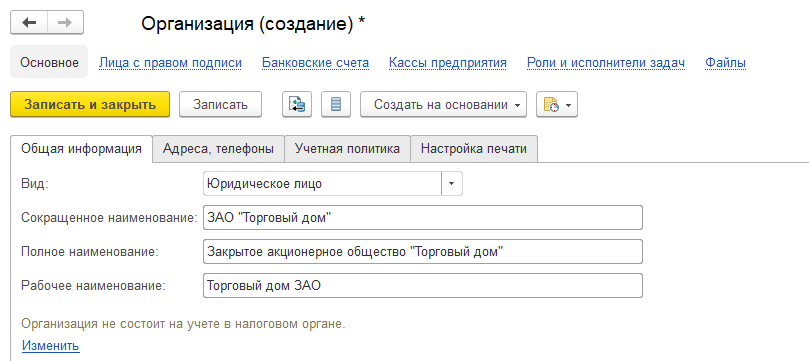 Организация (создание) *
Основное Лица с правом подписи Банковские счета Кассы предприятия Роли и исполнители задач Файлы
Записать и закрыть Записать Создать на основании
Общая информация Адреса, телефоны Учетная политика Настройка печати
Вид: Юридическое лицо
Сокращенное наименование: ЗАО "Торговый дом"
Полное наименование: Закрытое акционерное общество "Торговый дом"
Рабочее наименование: Торговый дом ЗАО
Организация не состоит на учете в налоговом органе.
Изменить